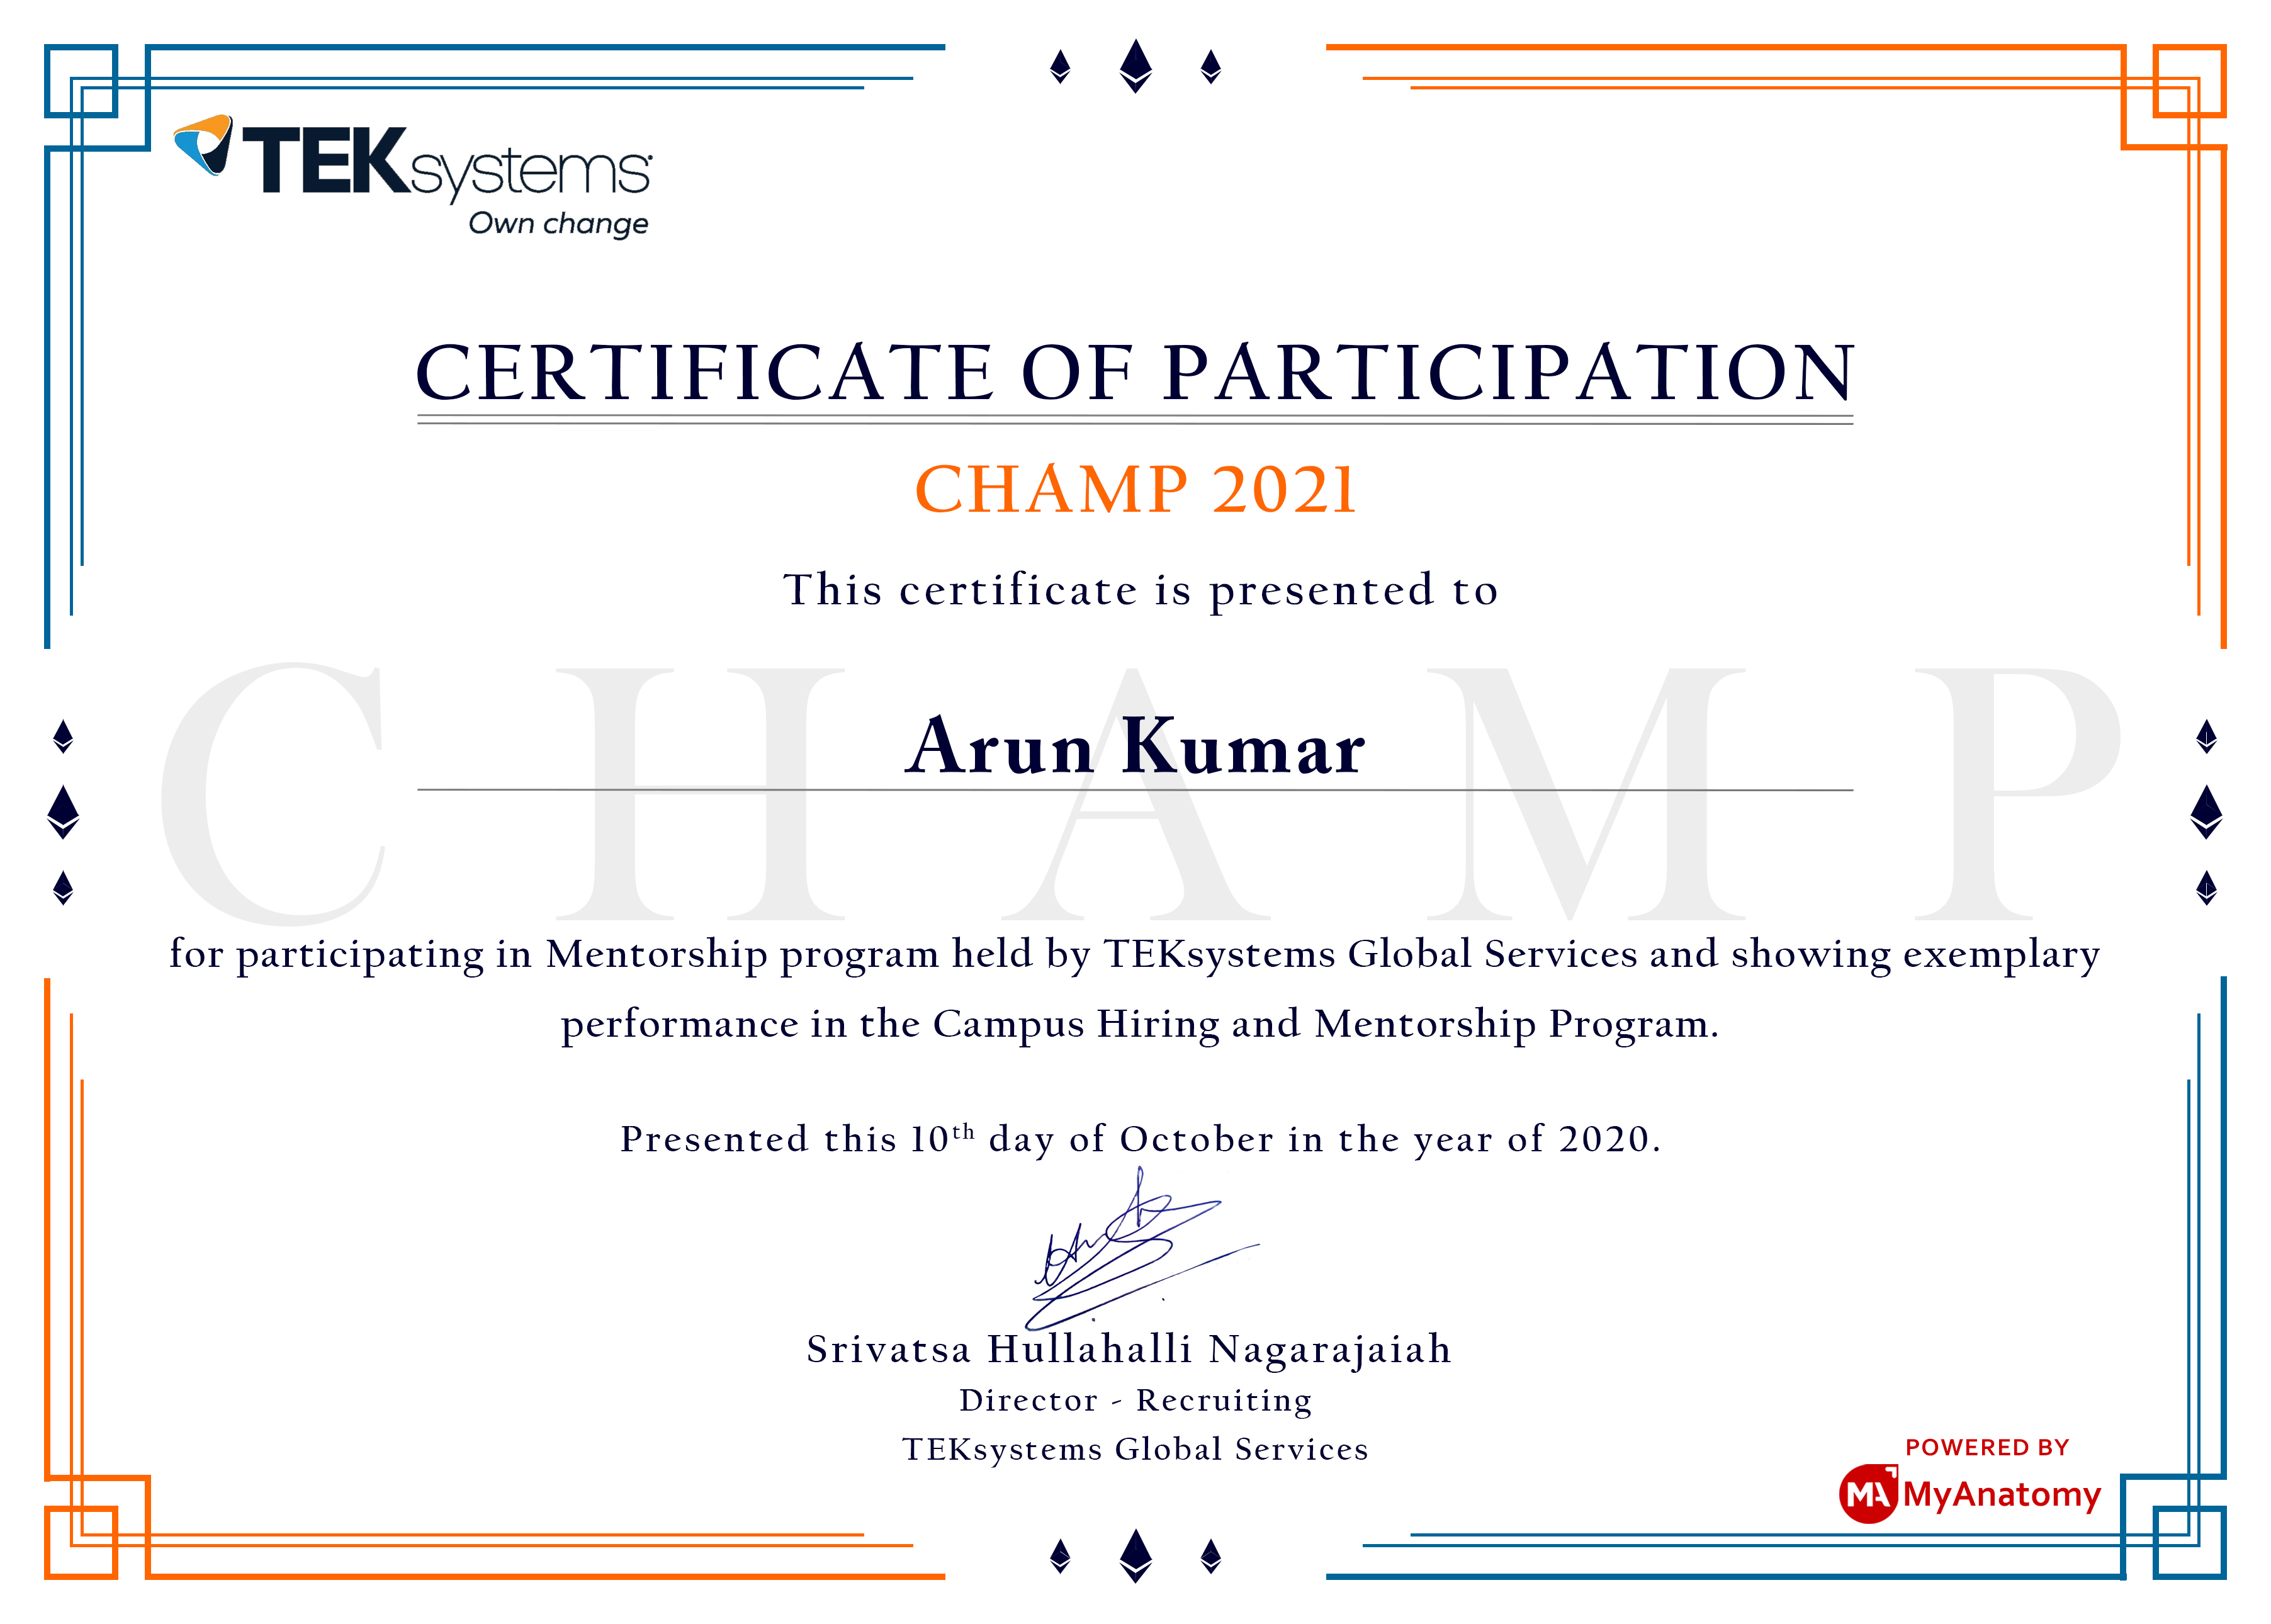 TEKsystems
Own change
CERTIFICATE OF PARTICIPATION
CHAMP 2021
This certificate is presented to
CHAMP
Arun Kumar
for participating in Mentorship program held by TEKsystems Global Services and showing exemplary
performance in the Campus Hiring and Mentorship Program.
Presented this 10th day of October in the year of 2020.
Srivatsa Hullahalli Nagarajaiah
Director - Recruiting
TEKsystems Global Services
POWERED BY
MA MyAnatomy